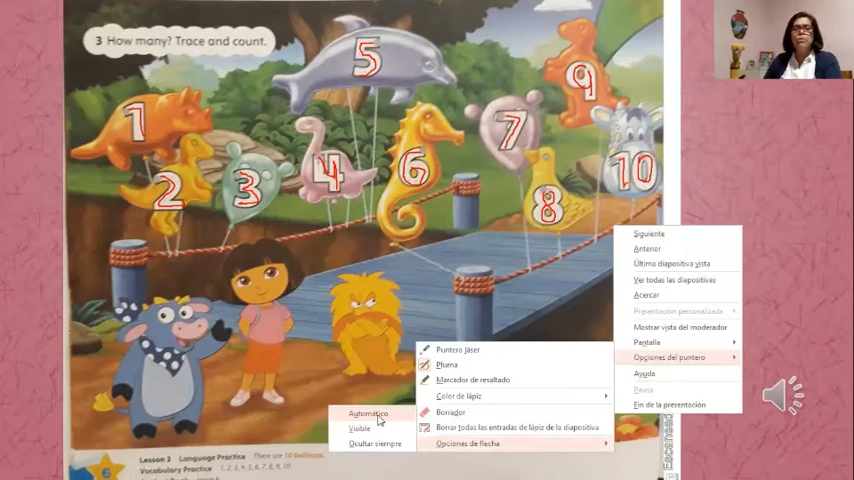 3 How many? Trace and count.
1
2
3
4
5
6
7
8
9
10
Siguiente
Anterior
Última diapositiva vista
Ver todas las diapositivas
Acercar
Presentación personalizada
Mostrar vista del moderador
Pantalla
Opciones del puntero
Ayuda
Pausa
Fin de la presentación
Puntero láser
Pluma
Marcador de resaltado
Color de lápiz
Borrador
Borrar todas las entradas de lápiz de la diapositiva
Opciones de flecha
Automático
Visible
Ocultar siempre
Escanead
6
Lesson 2 Language Practice There are 10 balloons.
Vocabulary Practice 1, 2, 3, 4, 5, 6, 7, 8, 9, 10